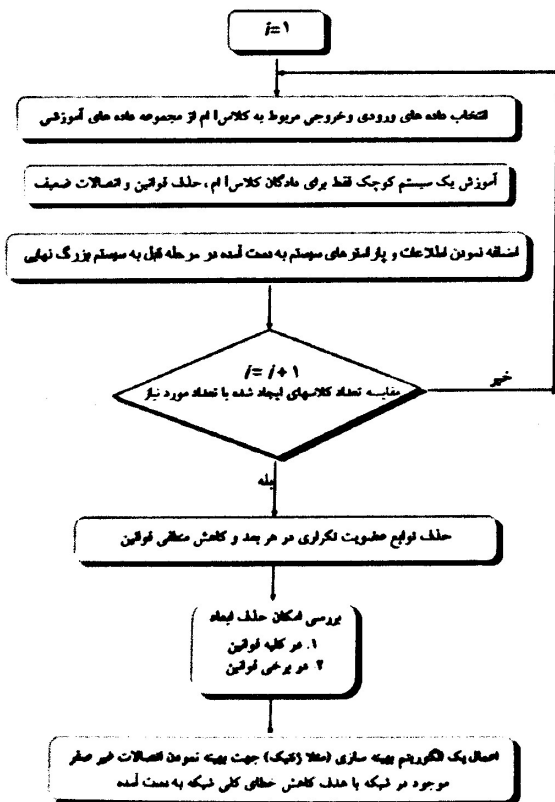 i=۱
انتخاب داده های ورودی وخروجی مربوط به کلاس i ام از مجموعه داده های آموزشی
آموزش یک سیستم کوچک فقط برای دادگان کلاس i ام ، حذف قوانین و اتصالات ضعیف
اضافه نمودن اطلاعات و پارامترهای سیستم به دست آمده در مرحله قبل به سیستم بزرگ نهایی
i= i+۱
مقایسه تعداد کلاسهای ایجاد شده با تعداد مورد نیاز
خیر
بله
حذف توابع عضویت تکراری در هر بعد و کاهش منطقی قوانین
بررسی امکان حذف ابعاد
۱. در کلیه قوانین
۲. در برخی قوانین
اعمال یک الگوریتم بهینه سازی (مثلا ژنتیک) جهت بهینه نمودن اتصالات غیر صفر
موجود در شبکه با هدف کاهش خطای کلی شبکه به دست آمده